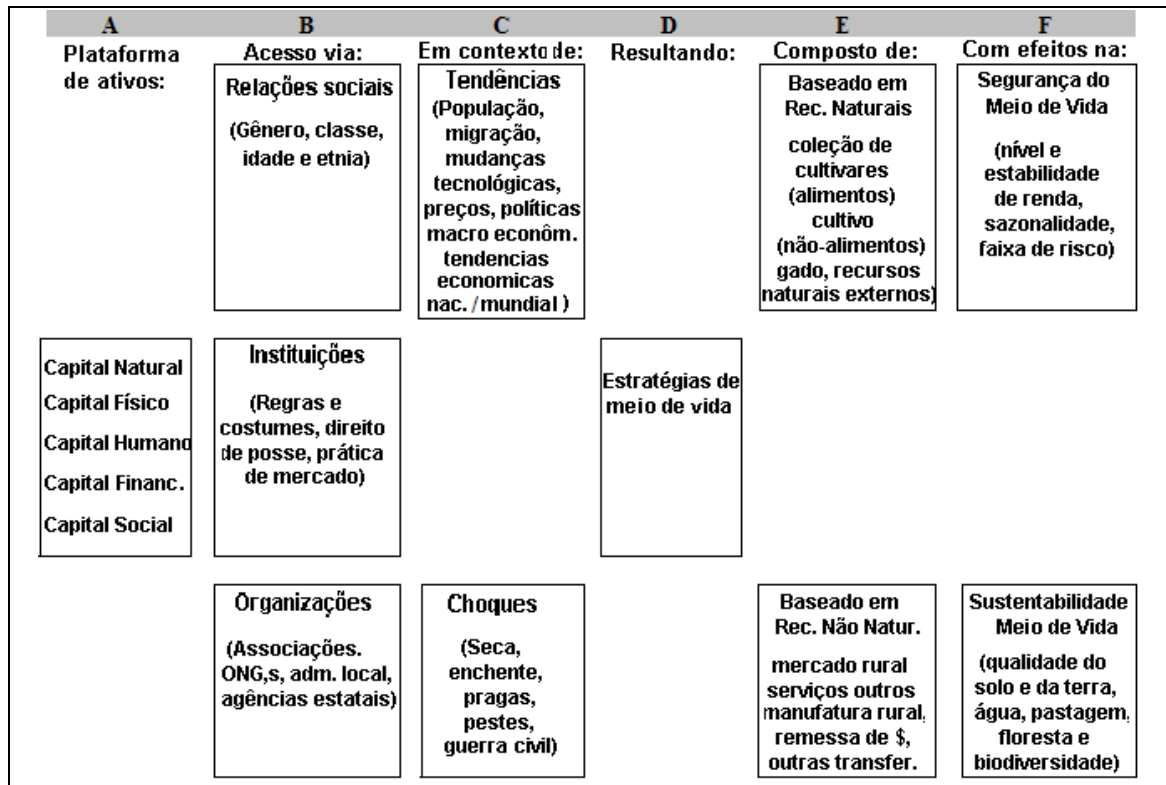 A B C D E F
Plataforma
de ativos:
Acesso via:
Em contexto de:
Resultando:
Composto de:
Com efeitos na:
Relações sociais
(Gênero, classe,
idade e etnia)
Tendências
(População,
migração,
mudanças
tecnológicas,
preços, políticas
macro econôm.
tendencias
economicas
nac. /mundial )
Baseado em
Rec. Naturais
coleção de
cultivares
(alimentos)
cultivo
(não-alimentos)
gado, recursos
naturais externos)
Segurança do
Meio de Vida
(nível e
estabilidade
de renda,
sazonalidade,
faixa de risco)
Capital Natural
Capital Físico
Capital Humano
Capital Financ.
Capital Social
Instituições
(Regras e
costumes, direito
de posse, prática
de mercado)
Estratégias de
meio de vida
Organizações
(Associações.
ONG,s, adm. local,
agências estatais)
Choques
(Seca,
enchente,
pragas,
pestes,
guerra civil)
Baseado em
Rec. Não Natur.
mercado rural
serviços outros
manufatura rural,
remessa de $,
outras transfer.
Sustentabilidade
Meio de Vida
(qualidade do
solo e da terra,
água, pastagem,
floresta e
biodiversidade)